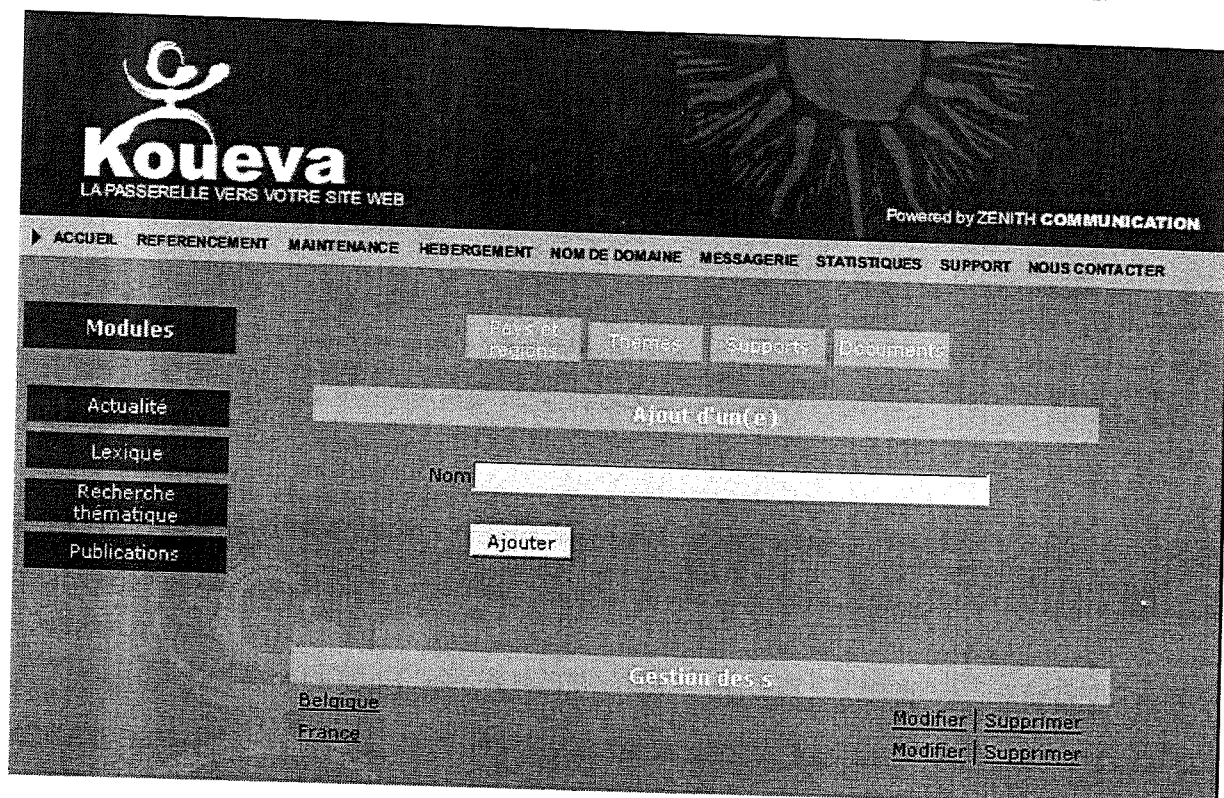 Koueva
LA PASSERELLE VERS VOTRE SITE WEB
Powered by ZENITH COMMUNICATION
ACCUEIL REFERENCEMENT MAINTENANCE HEBERGEMENT NOM DE DOMAINE MESSAGERIE STATISTIQUES SUPPORT NOUS CONTACTER
Modules
Pays et
régions
Thèmes Supports Documents
Actualité
Ajout d'un(e)
Lexique
Nom
Recherche
thématique
Ajouter
Publications
Gestion des s
Belgique Modifier | Supprimer
France Modifier | Supprimer